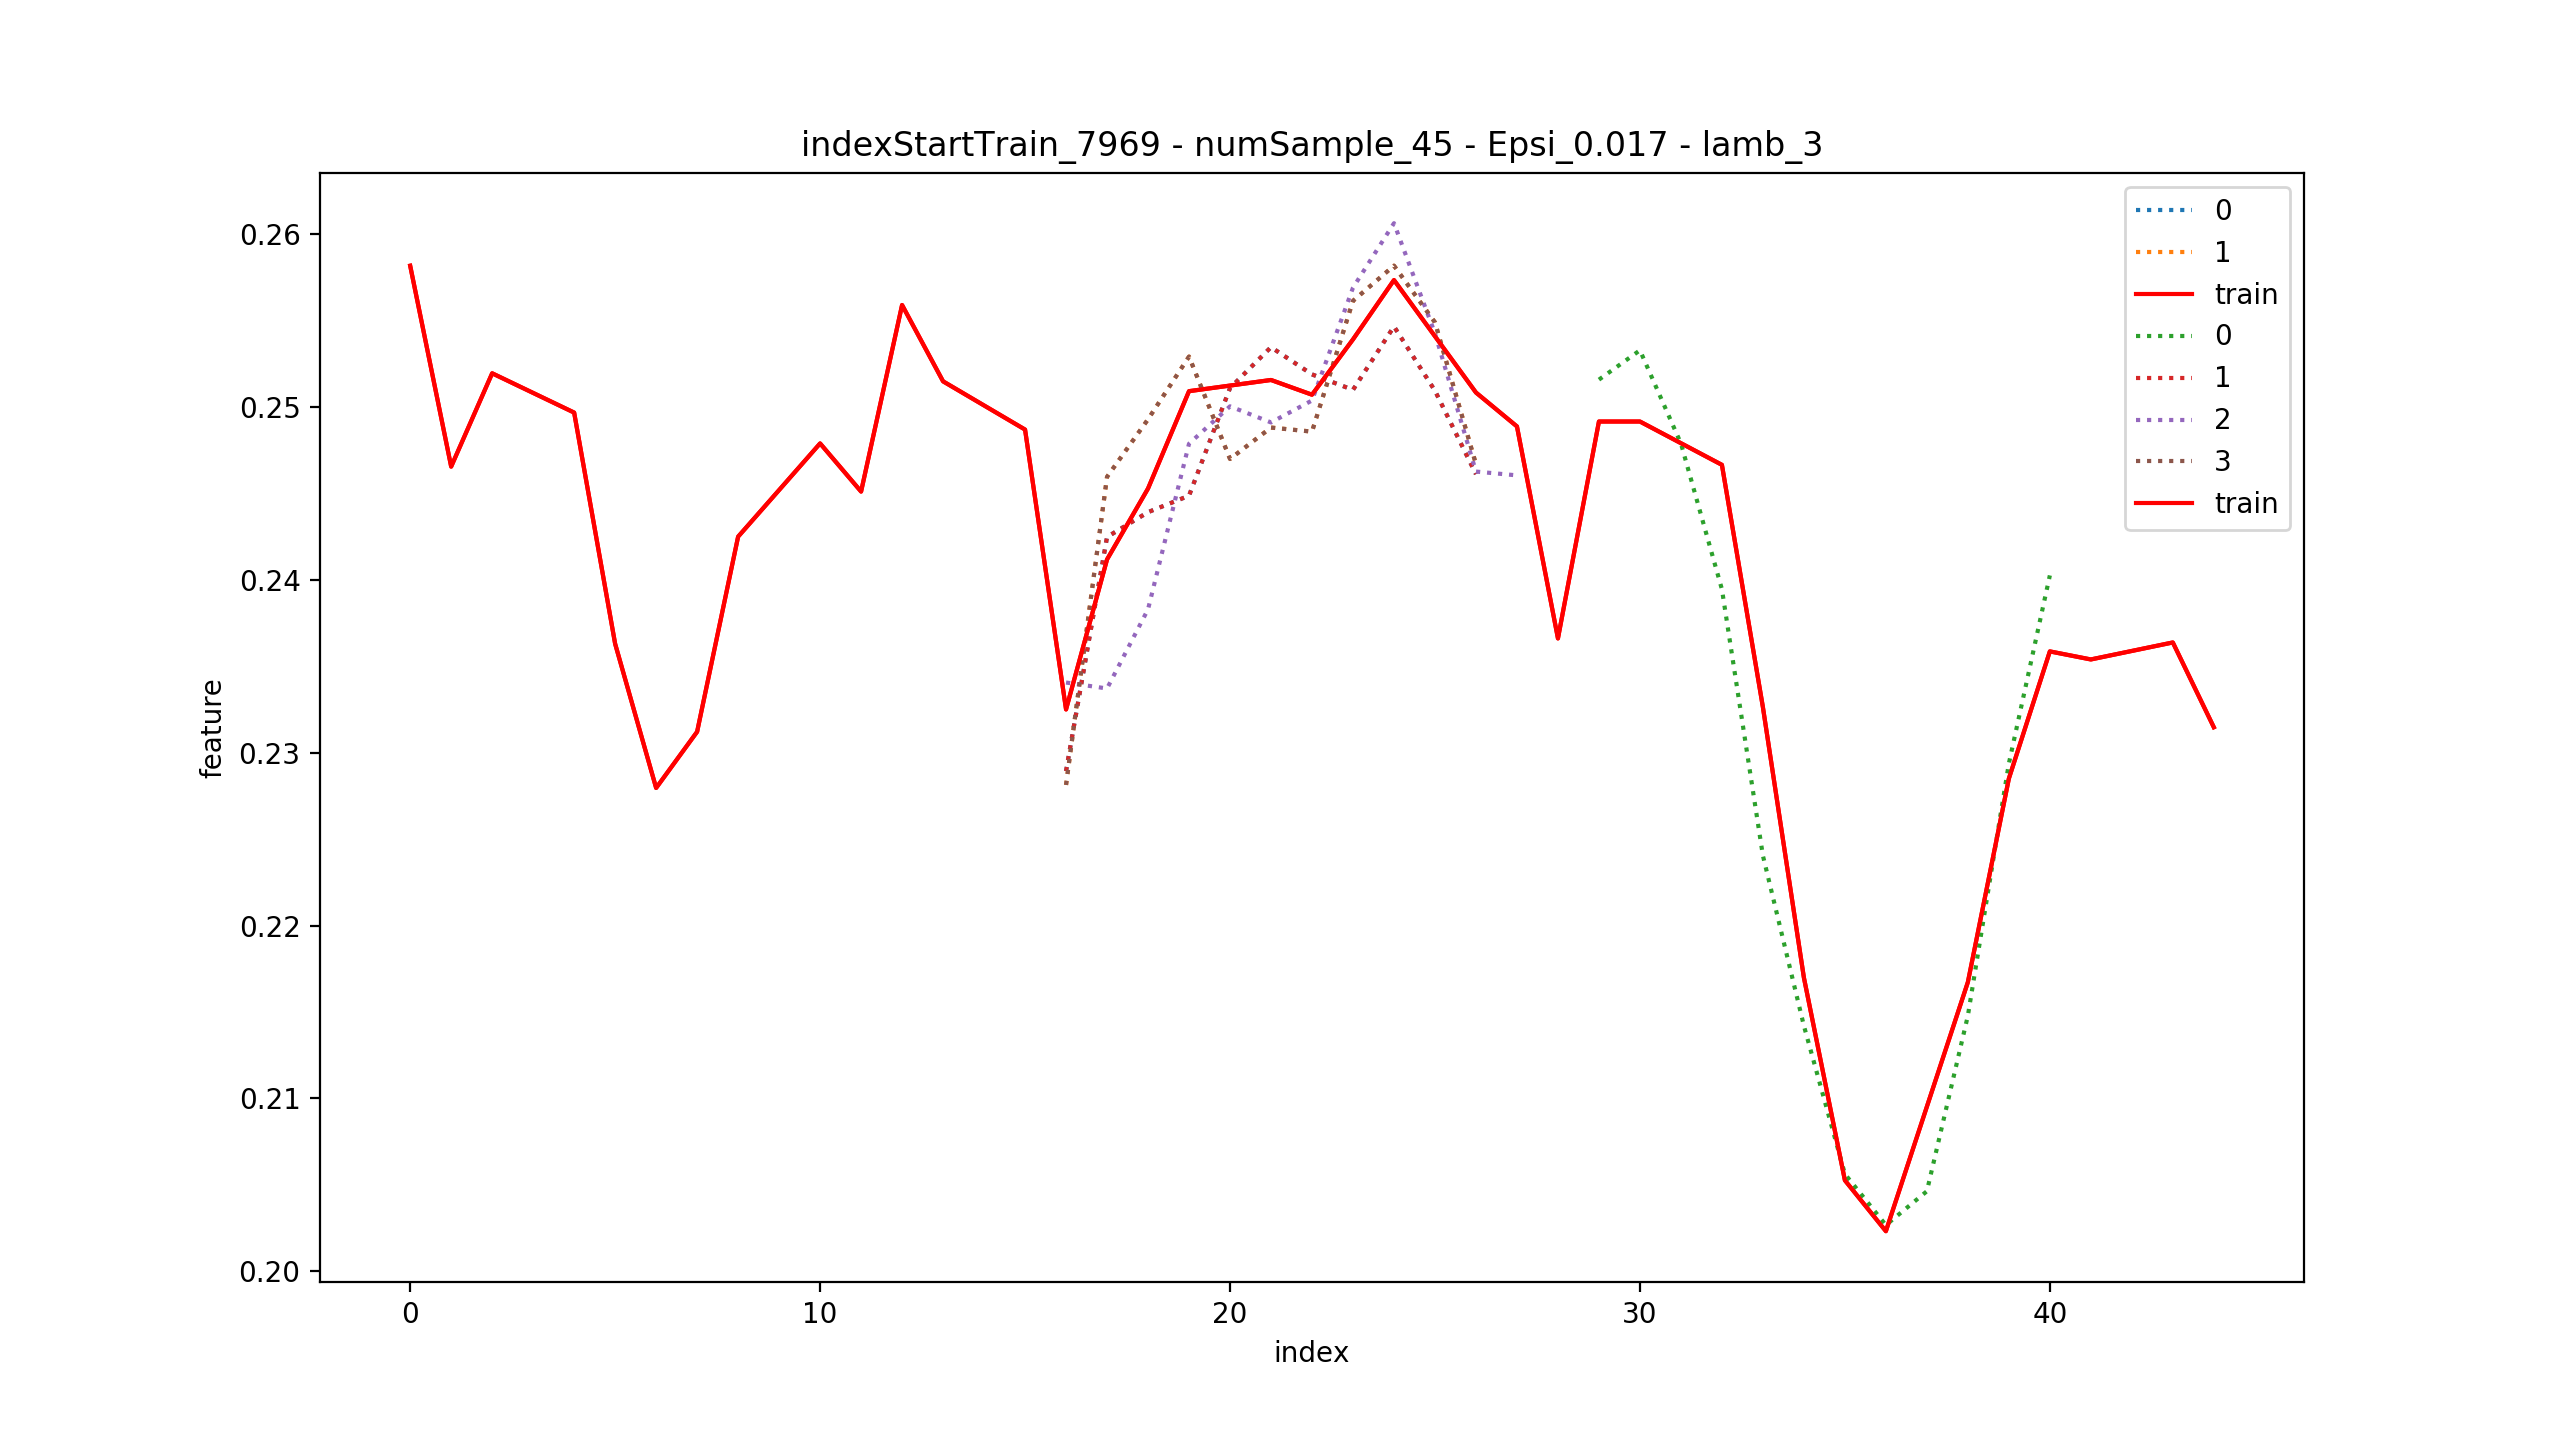 indexStartTrain_7969 - numSample_45 - Epsi_0.017 - lamb_3
0
1
train
0
1
2
3
train
0.26
0.25
0.24
0.23
0.22
0.21
0.20
feature
0 10 20 30 40
index